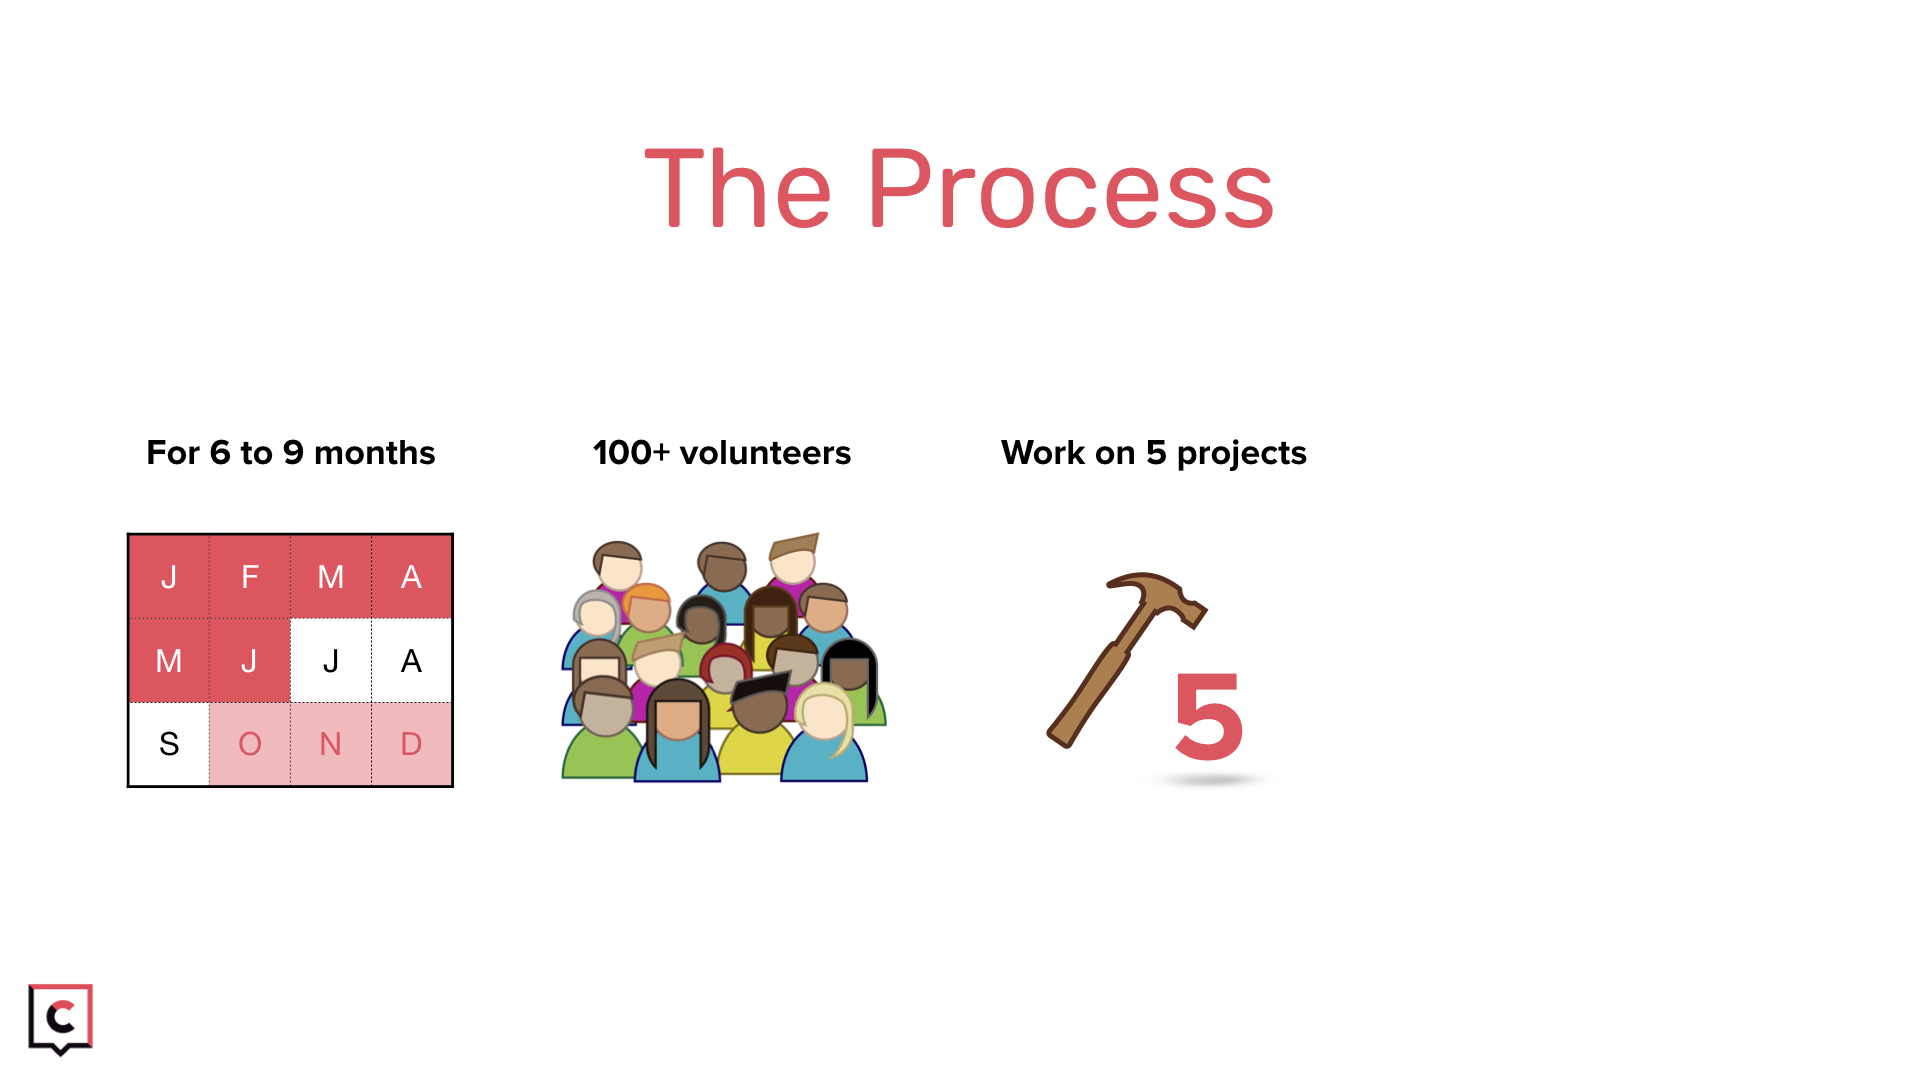 The Process
For 6 to 9 months
100+ volunteers
Work on 5 projects
J F M A
M J J A
S O N D
5
C